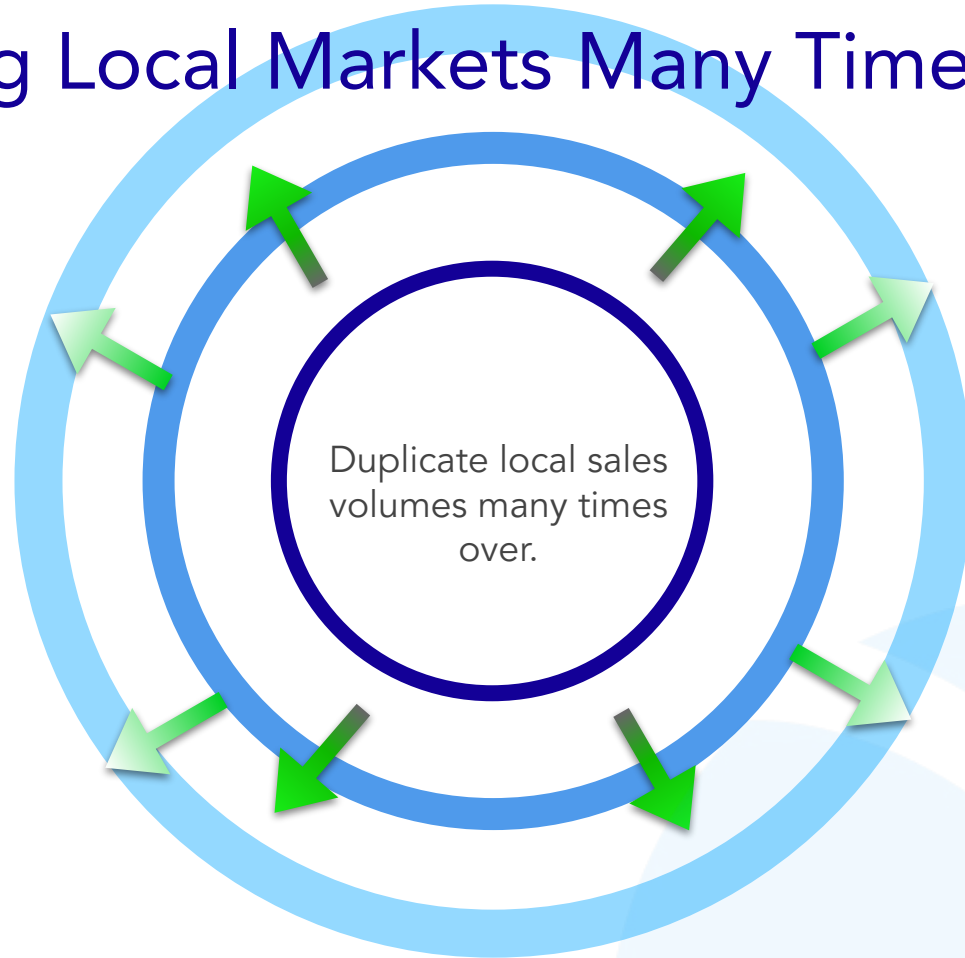 g Local Markets Many Time
Duplicate local sales
volumes many times
over.